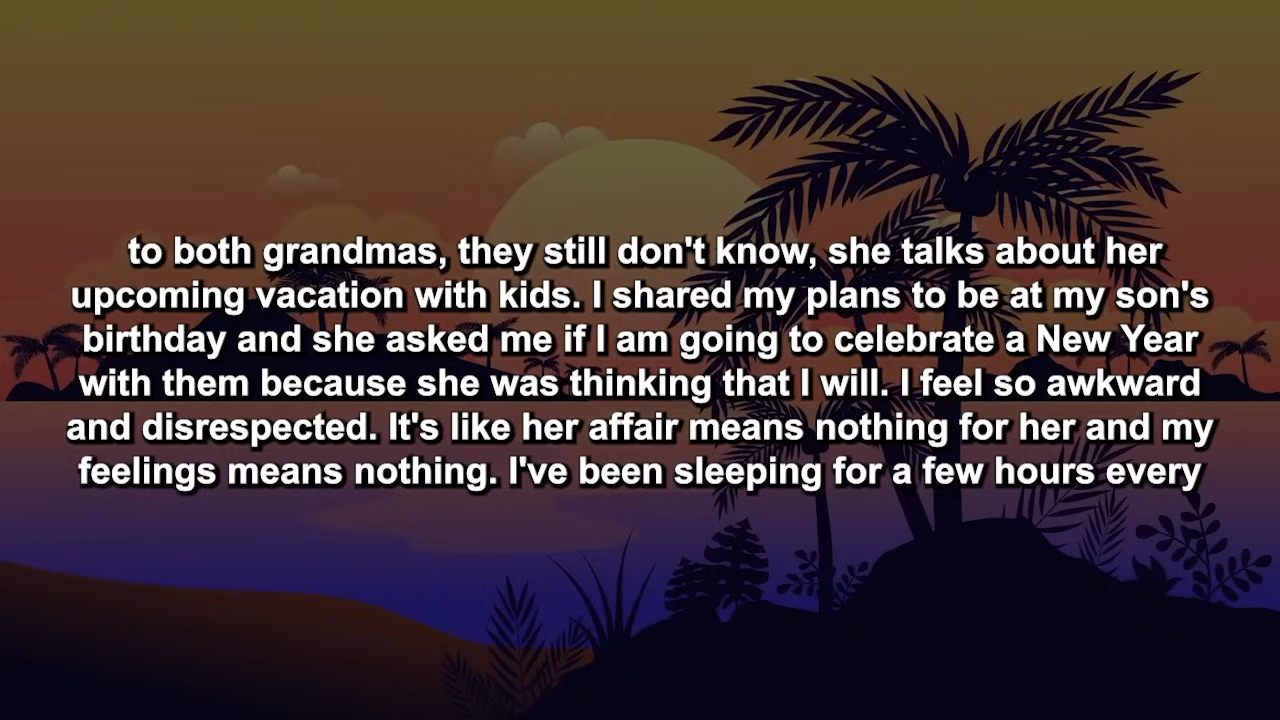 to both grandmas, they still don't know, she talks about her
upcoming vacation with kids. I shared my plans to be at my son's
birthday and she asked me if I am going to celebrate a New Year
with them because she was thinking that I will. I feel so awkward
and disrespected. It's like her affair means nothing for her and my
feelings means nothing. I've been sleeping for a few hours every